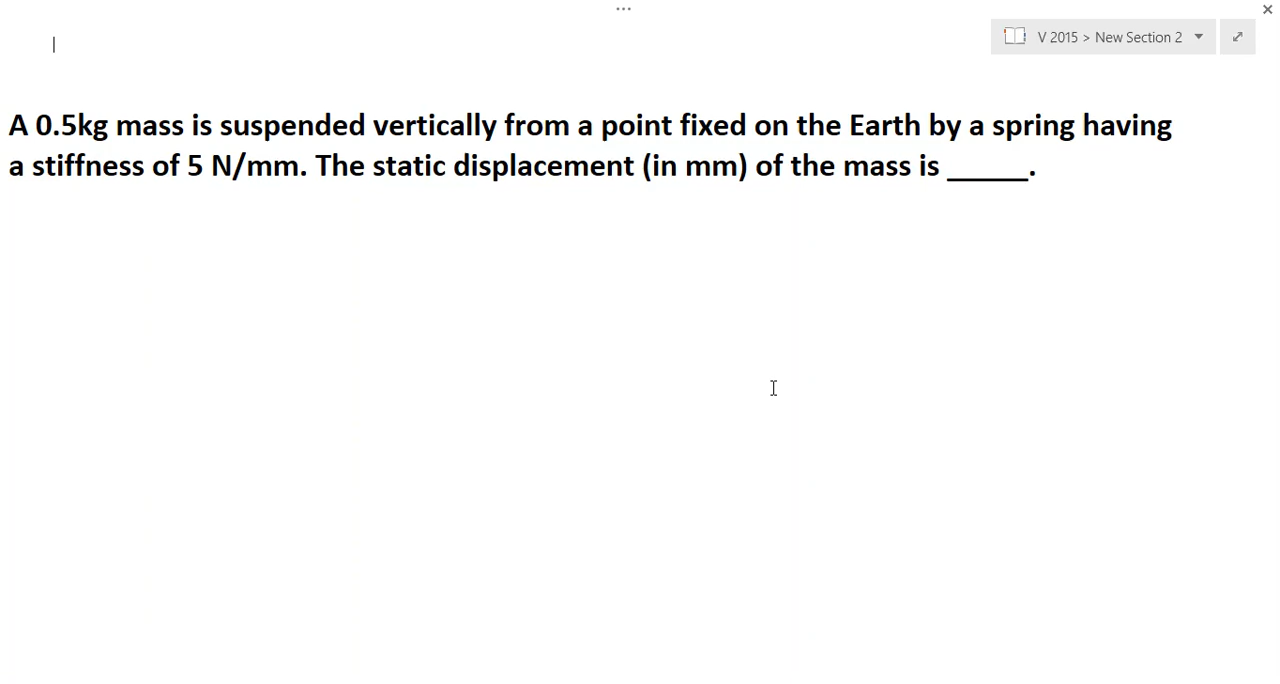 V 2015 > New Section 2
A 0.5kg mass is suspended vertically from a point fixed on the Earth by a spring having
a stiffness of 5 N/mm. The static displacement (in mm) of the mass is _____.